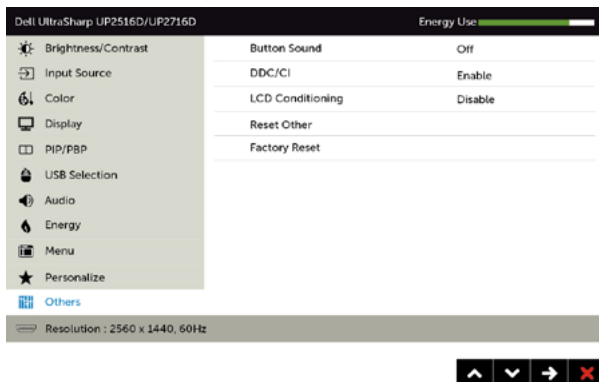 Dell UltraSharp UP2516D/UP2716D Energy Use
Brightness/Contrast Button Sound Off
Input Source DDC/CI Enable
Color LCD Conditioning Disable
Display Reset Other
PIP/PBP Factory Reset
USB Selection
Audio
Energy
Menu
Personalize
Others
Resolution : 2560 x 1440, 60Hz